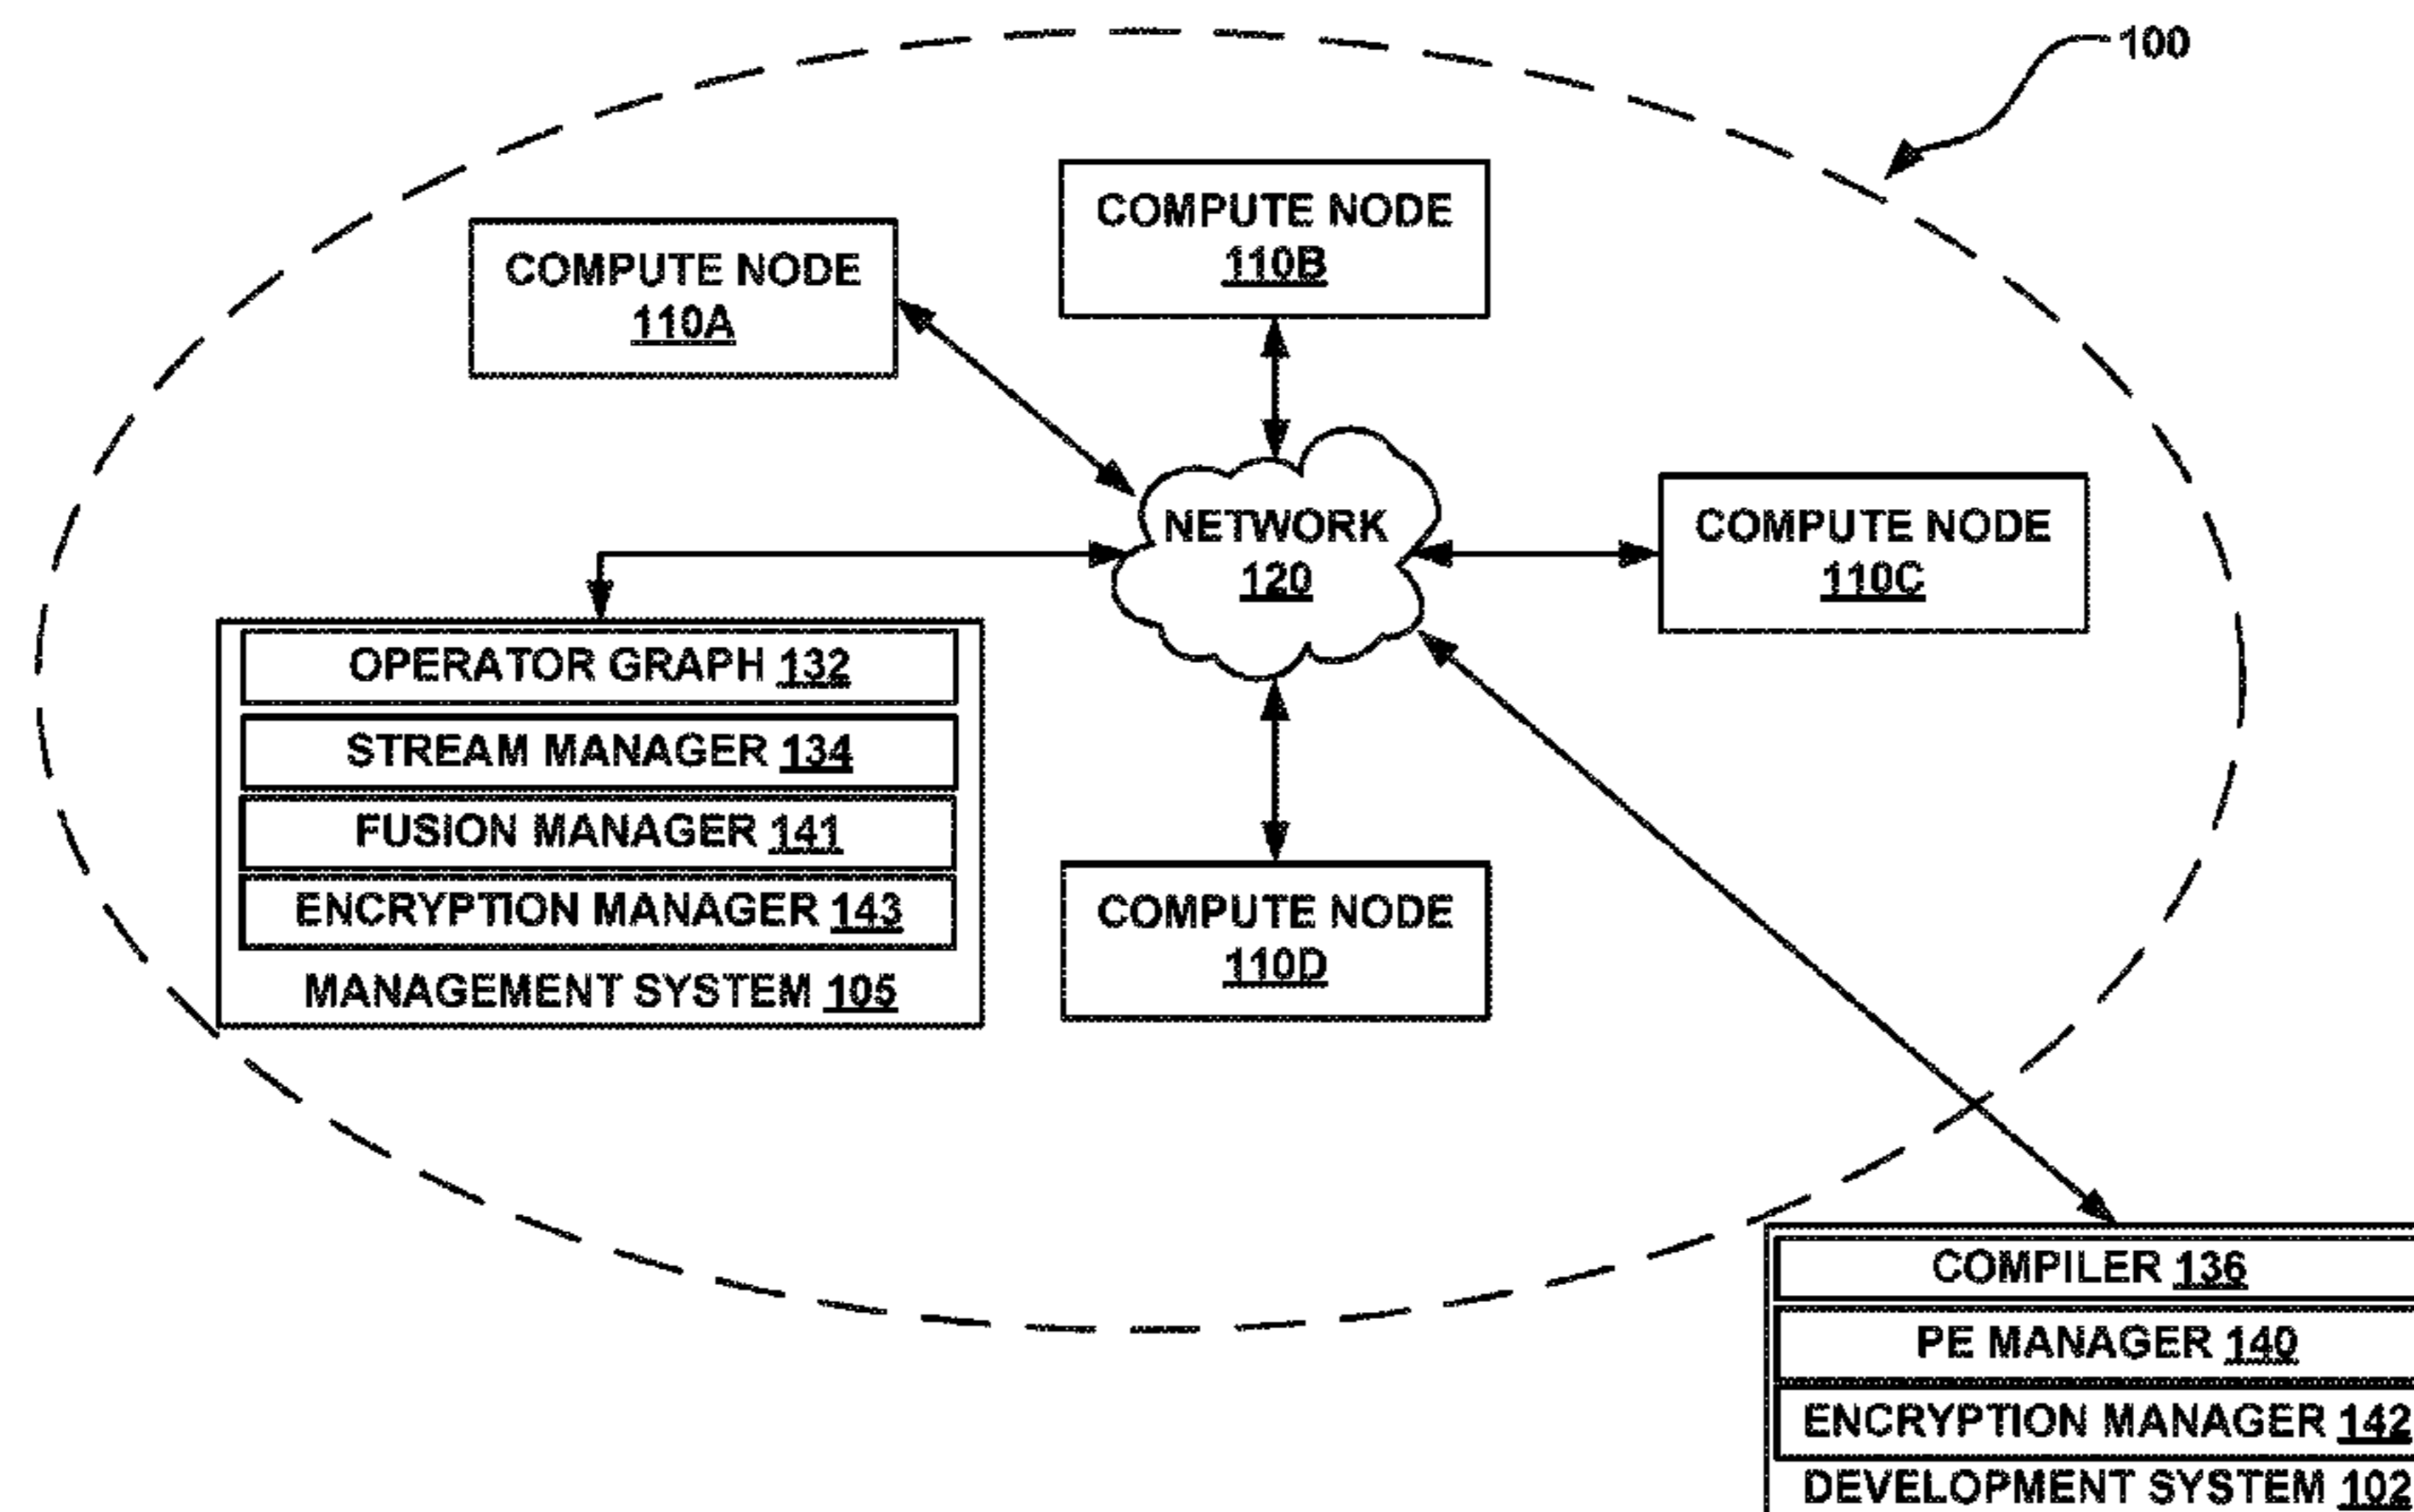 100
COMPUTE NODE
110B
COMPUTE NODE
110A
NETWORK
120
COMPUTE NODE
110C
OPERATOR GRAPH 132
STREAM MANAGER 134
FUSION MANAGER 141
ENCRYPTION MANAGER 143
MANAGEMENT SYSTEM 105
COMPUTE NODE
110D
COMPILER 136
PE MANAGER 140
ENCRYPTION MANAGER 142
DEVELOPMENT SYSTEM 102